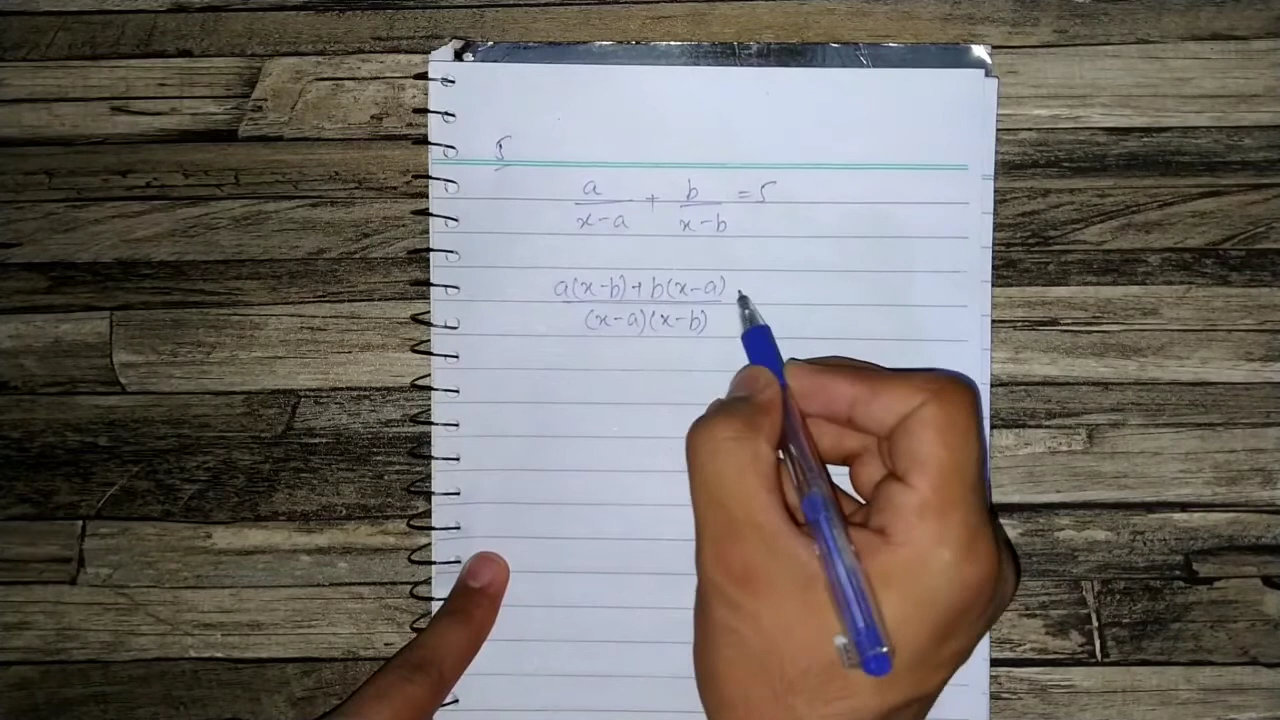 5
a/(x-a) + b/(x-b) = 5
a(x-b)+b(x-a)
(x-a)(x-b)